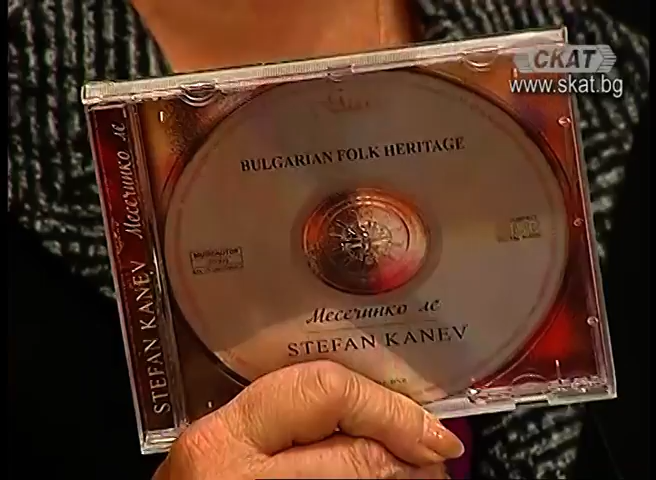 СКАТ
www.skat.bg
BULGARIAN FOLK HERITAGE
Месечинко ле
STEFAN KANEV
STEFAN KANEV Месечинко ле